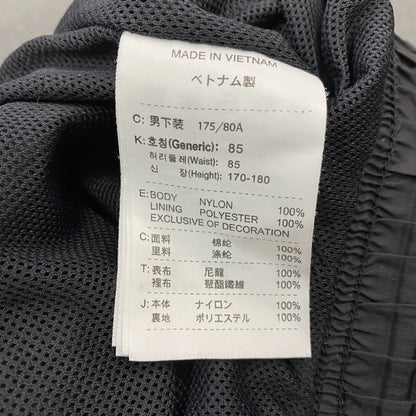 MADE IN VIETNAM
ベトナム製
C: 男下裝 175/80A
K: 호칭(Generic): 85
허리둘레(Waist): 85
신 장(Height): 170-180
E: BODY NYLON 100%
LINING POLYESTER 100%
EXCLUSIVE OF DECORATION
C: 面料 锦纶 100%
里料 涤纶 100%
T: 表布 尼龍 100%
裡布 聚酯纖維 100%
J: 本体 ナイロン 100%
裏地 ポリエステル 100%